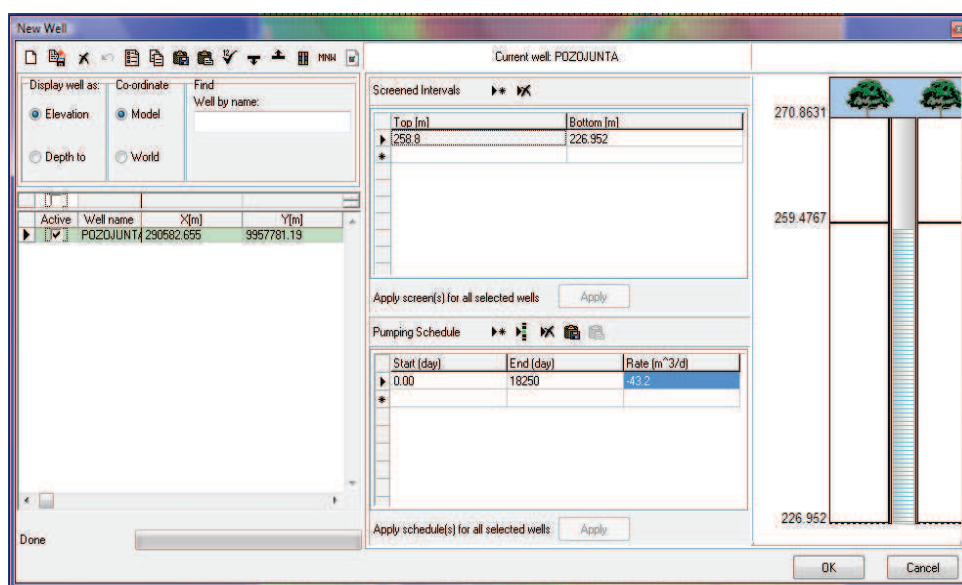 New Well
MNW
Current well: POZOJUNTA
Display well as:
Elevation
Depth to
Co-ordinate
Model
World
Find
Well by name:
Active Well name X[m] Y[m]
POZOJUNTA 290582.655 9957781.19
Done
Screened Intervals
Top [m] Bottom [m]
258.8 226.952
Apply screen(s) for all selected wells Apply
Pumping Schedule
Start (day) End (day) Rate (m^3/d)
0.00 18250 -43.2
Apply schedule(s) for all selected wells Apply
270.8631
259.4767
226.952
OK Cancel